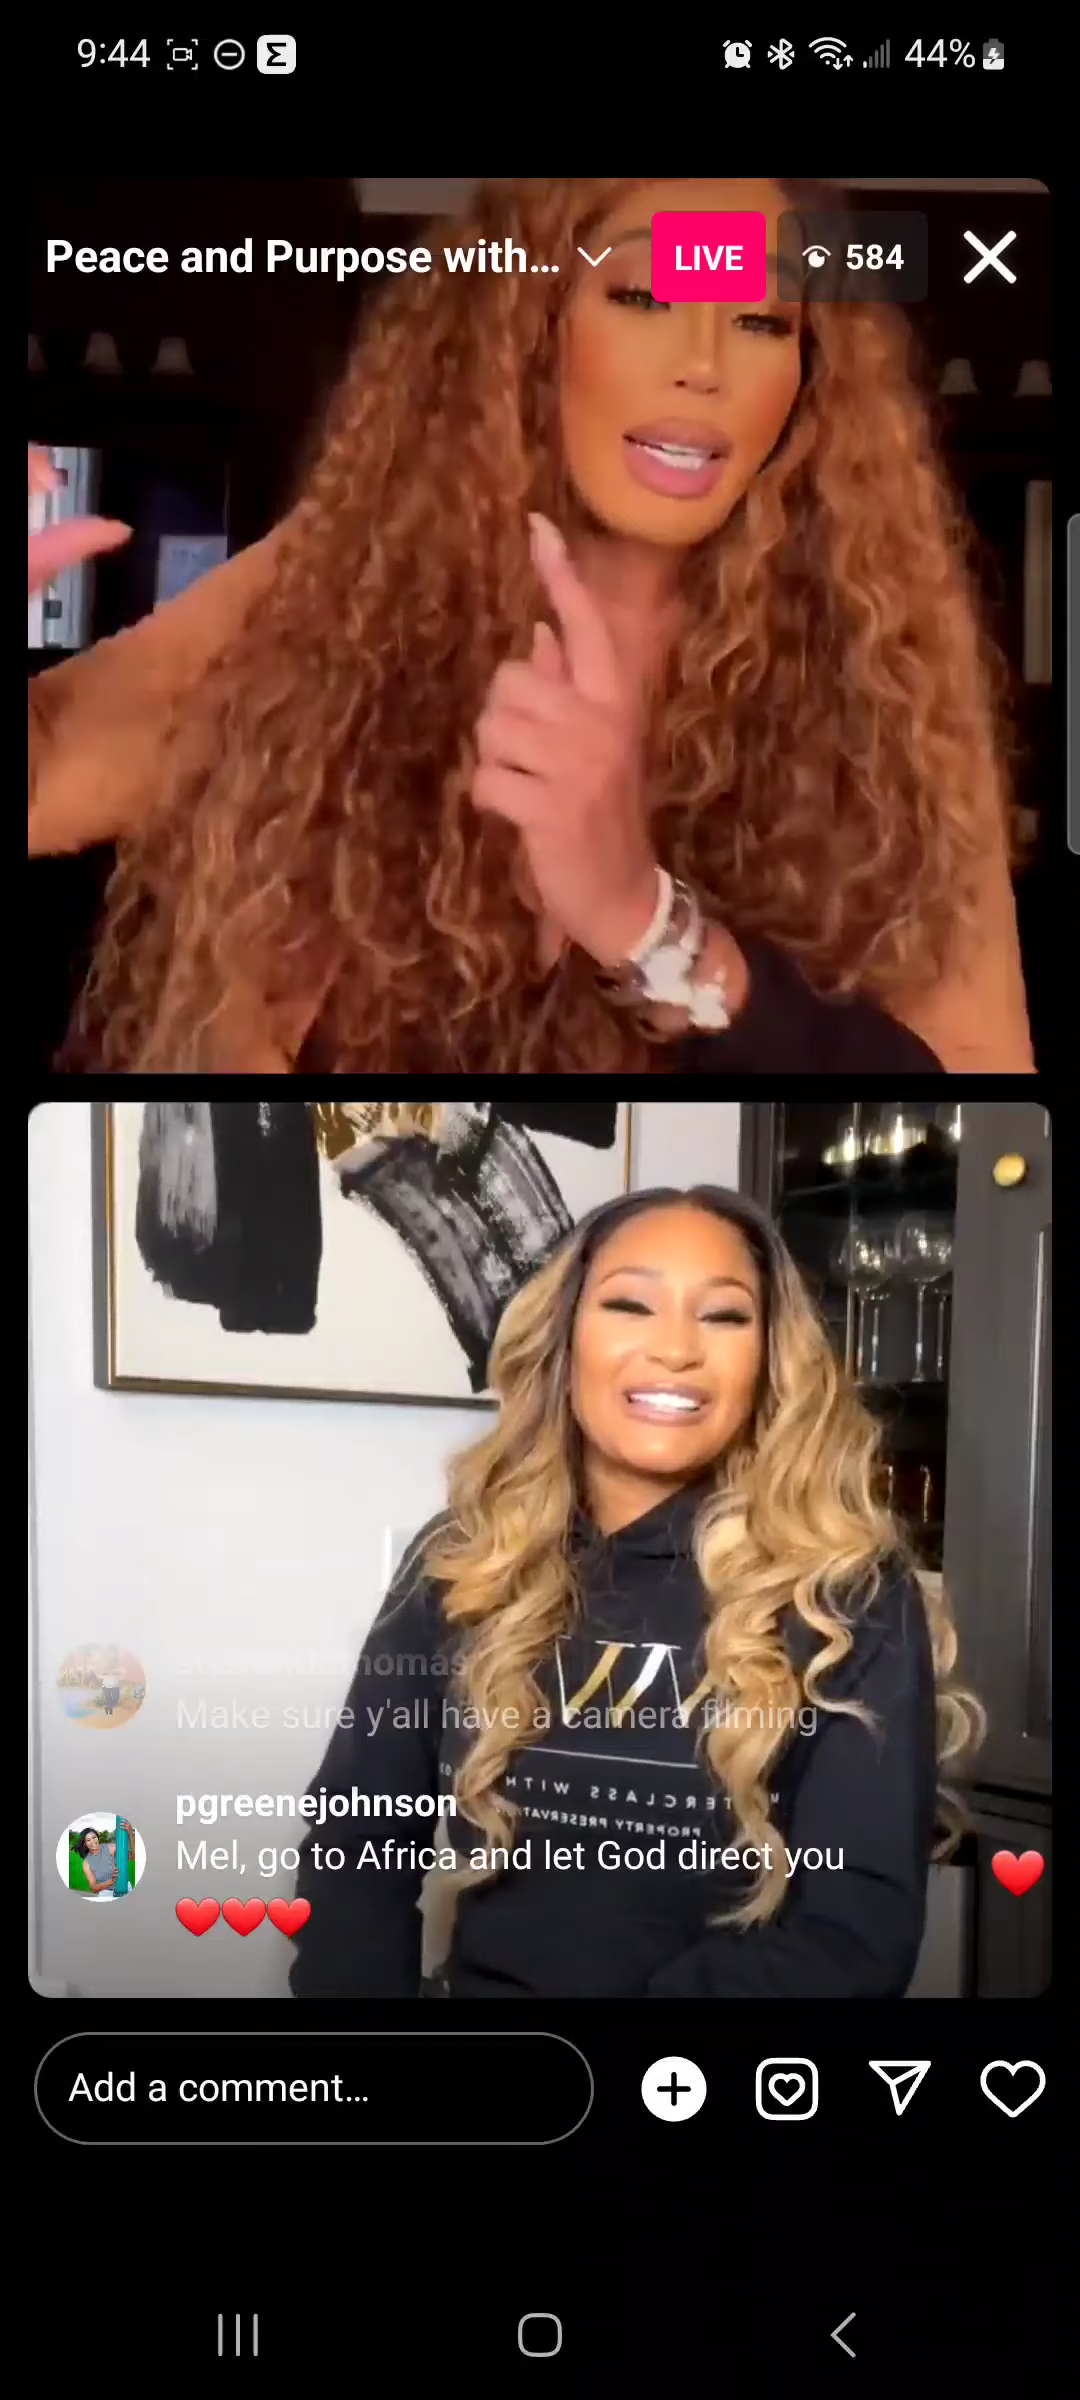 9:44
44%
Peace and Purpose with...
LIVE
584
Make sure y'all have a camera filming
WITH
pgreenejohnson
Mel, go to Africa and let God direct you
❤️❤️❤️
Add a comment...